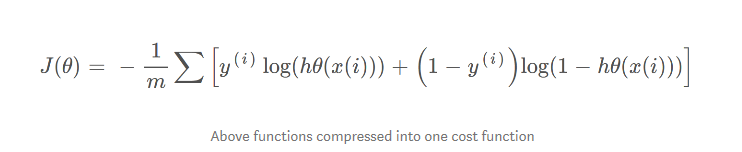 J(θ) = − 1/m ∑ [y⁽ⁱ⁾ log(hθ(x(i))) + (1 − y⁽ⁱ⁾)log(1 − hθ(x(i)))]
Above functions compressed into one cost function